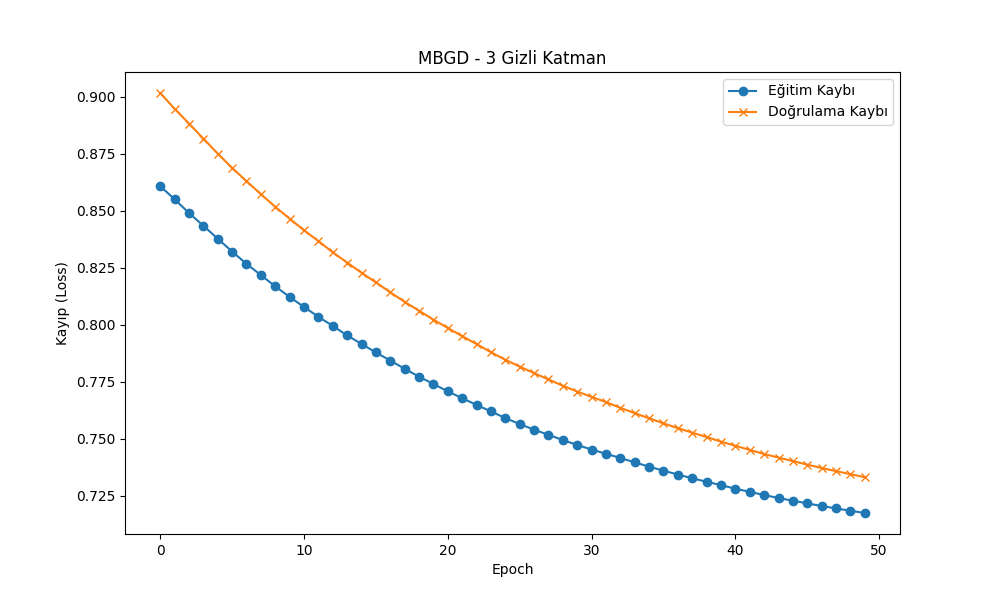 MBGD - 3 Gizli Katman
Eğitim Kaybı
Doğrulama Kaybı
Kayıp (Loss)
0.900
0.875
0.850
0.825
0.800
0.775
0.750
0.725
0 10 20 30 40 50
Epoch